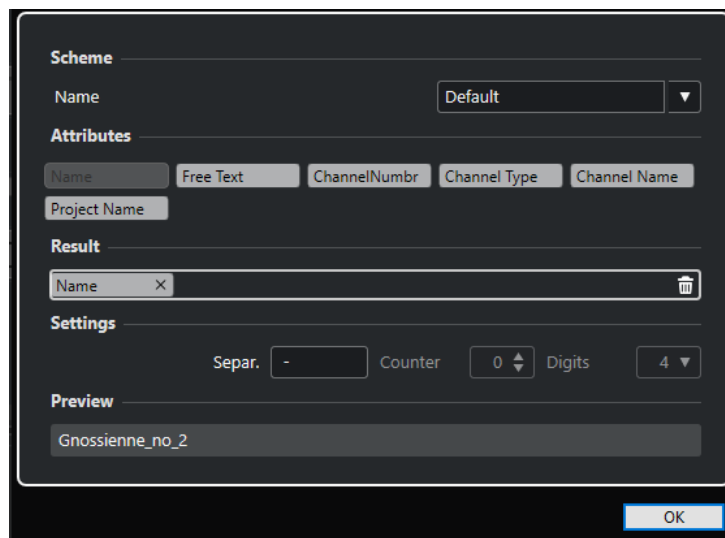 Scheme
Name Default
Attributes
Name Free Text ChannelNumbr Channel Type Channel Name
Project Name
Result
Name
Settings
Separ. - Counter 0 Digits 4
Preview
Gnossienne_no_2
OK